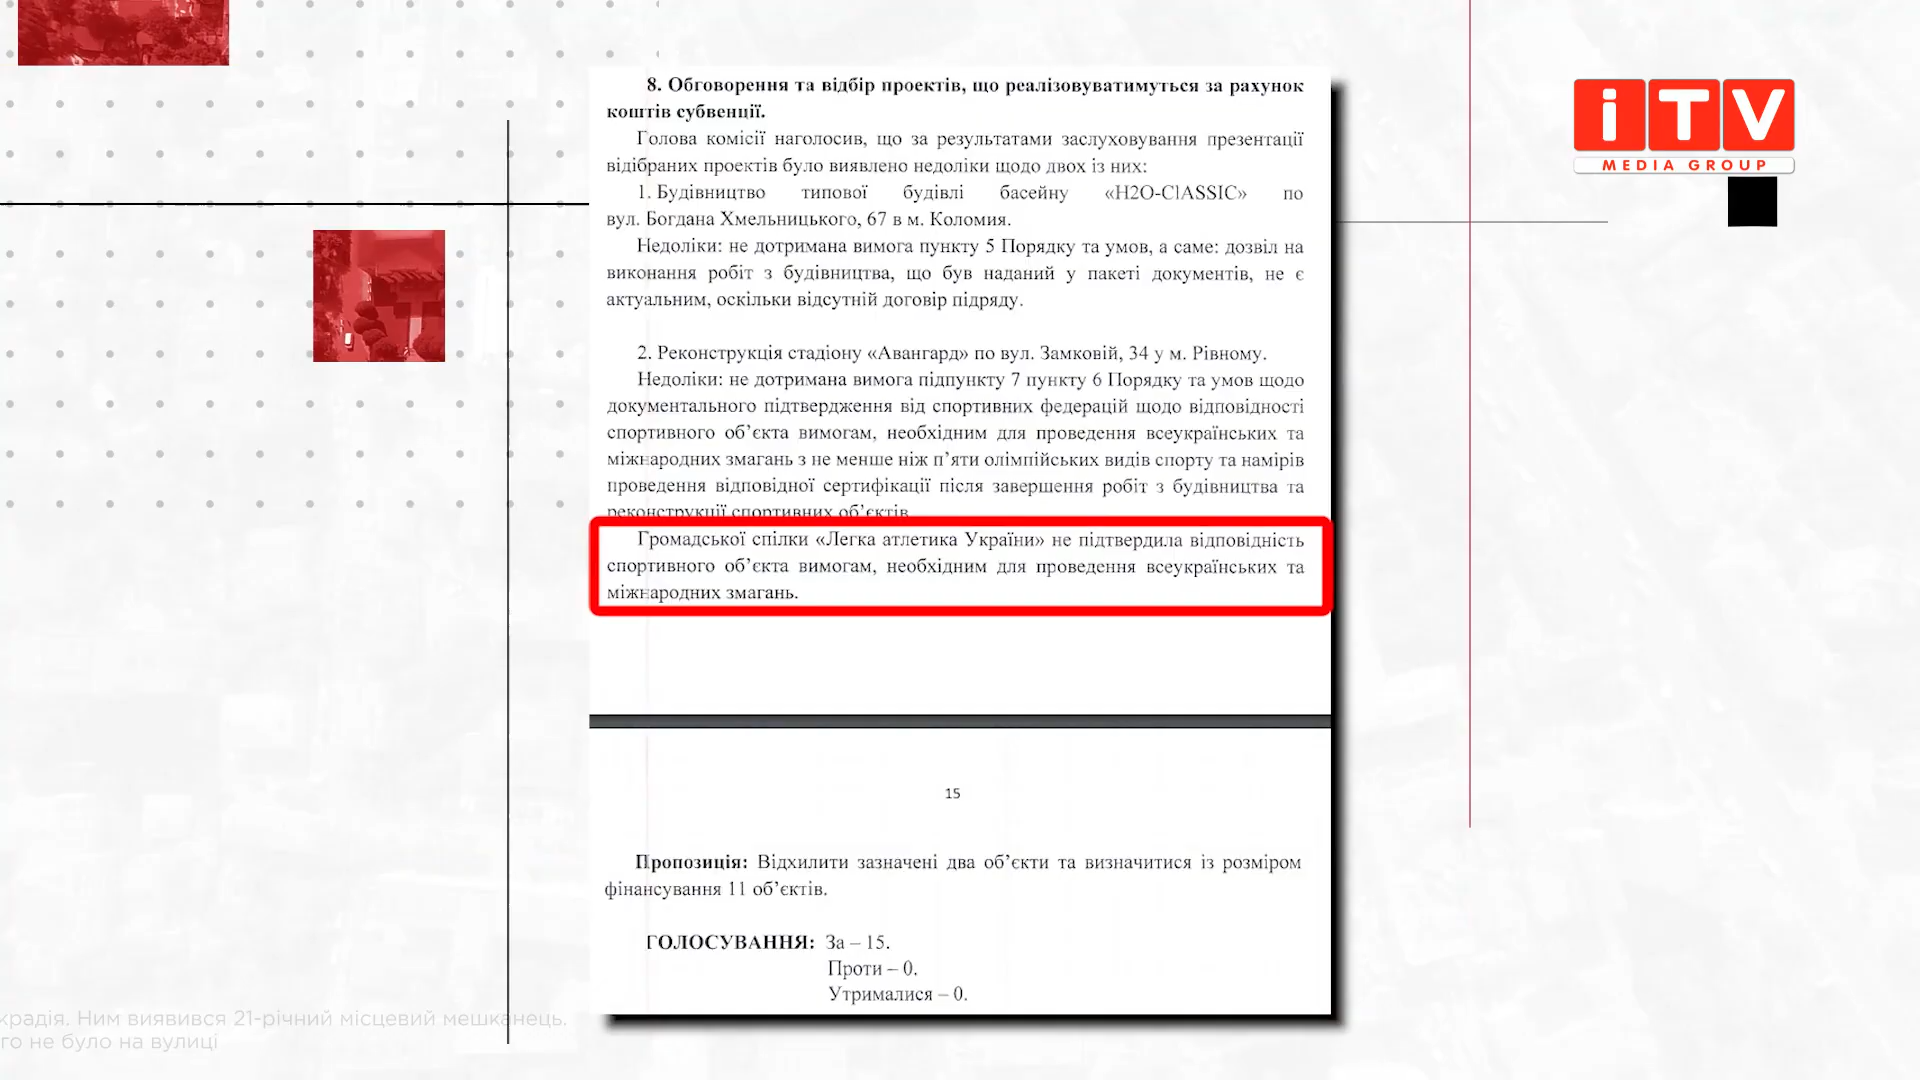 8. Обговорення та відбір проектів, що реалізовуватимуться за рахунок
коштів субвенції.
Голова комісії наголосив, що за результатами заслуховування презентації
відібраних проектів було виявлено недоліки щодо двох із них:
1. Будівництво типової будівлі басейну «H2O-ClASSIC» по
вул. Богдана Хмельницького, 67 в м. Коломия.
Недоліки: не дотримана вимога пункту 5 Порядку та умов, а саме: дозвіл на
виконання робіт з будівництва, що був наданий у пакеті документів, не є
актуальним, оскільки відсутній договір підряду.
2. Реконструкція стадіону «Авангард» по вул. Замковій, 34 у м. Рівному.
Недоліки: не дотримана вимога підпункту 7 пункту 6 Порядку та умов щодо
документального підтвердження від спортивних федерацій щодо відповідності
спортивного об’єкта вимогам, необхідним для проведення всеукраїнських та
міжнародних змагань з не менше ніж п’яти олімпійських видів спорту та намірів
проведення відповідної сертифікації після завершення робіт з будівництва та
реконструкції спортивних об’єктів.
Громадської спілки «Легка атлетика України» не підтвердила відповідність
спортивного об’єкта вимогам, необхідним для проведення всеукраїнських та
міжнародних змагань.
15
Пропозиція: Відхилити зазначені два об’єкти та визначитися із розміром
фінансування 11 об’єктів.
ГОЛОСУВАННЯ: За – 15.
Проти – 0.
Утрималися – 0.
iTV
MEDIA GROUP
крадія. Ним виявився 21-річний місцевий мешканець.
го не було на вулиці